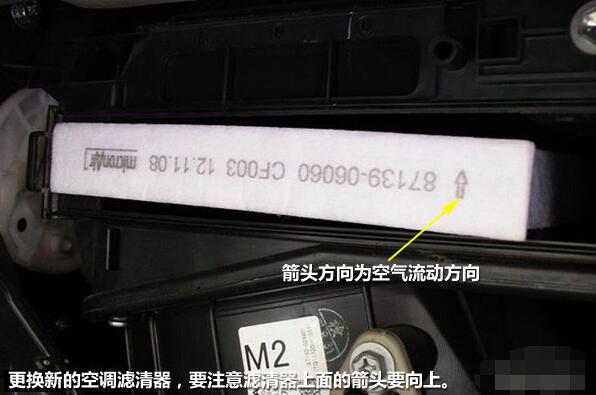 87139-06060 CF003 12.11.08 micronAir
箭头方向为空气流动方向
M2
更换新的空调滤清器，要注意滤清器上面的箭头要向上。